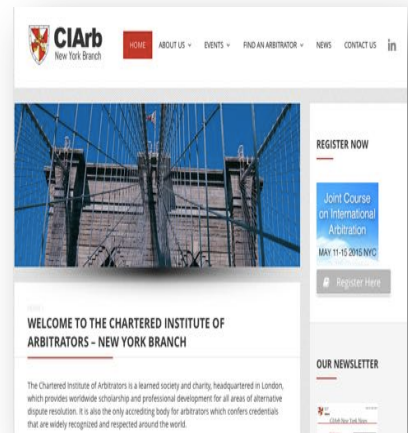 CIArb
New York Branch
HOME ABOUT US EVENTS FIND AN ARBITRATOR NEWS CONTACT US in
REGISTER NOW
Joint Course
on International
Arbitration
MAY 11-15 2015 NYC
Register Here
WELCOME TO THE CHARTERED INSTITUTE OF
ARBITRATORS – NEW YORK BRANCH
The Chartered Institute of Arbitrators is a learned society and charity, headquartered in London,
which provides worldwide scholarship and professional development for all areas of alternative
dispute resolution. It is also the only accrediting body for arbitrators which confers credentials
that are widely recognized and respected around the world.
OUR NEWSLETTER
CIArb New York News